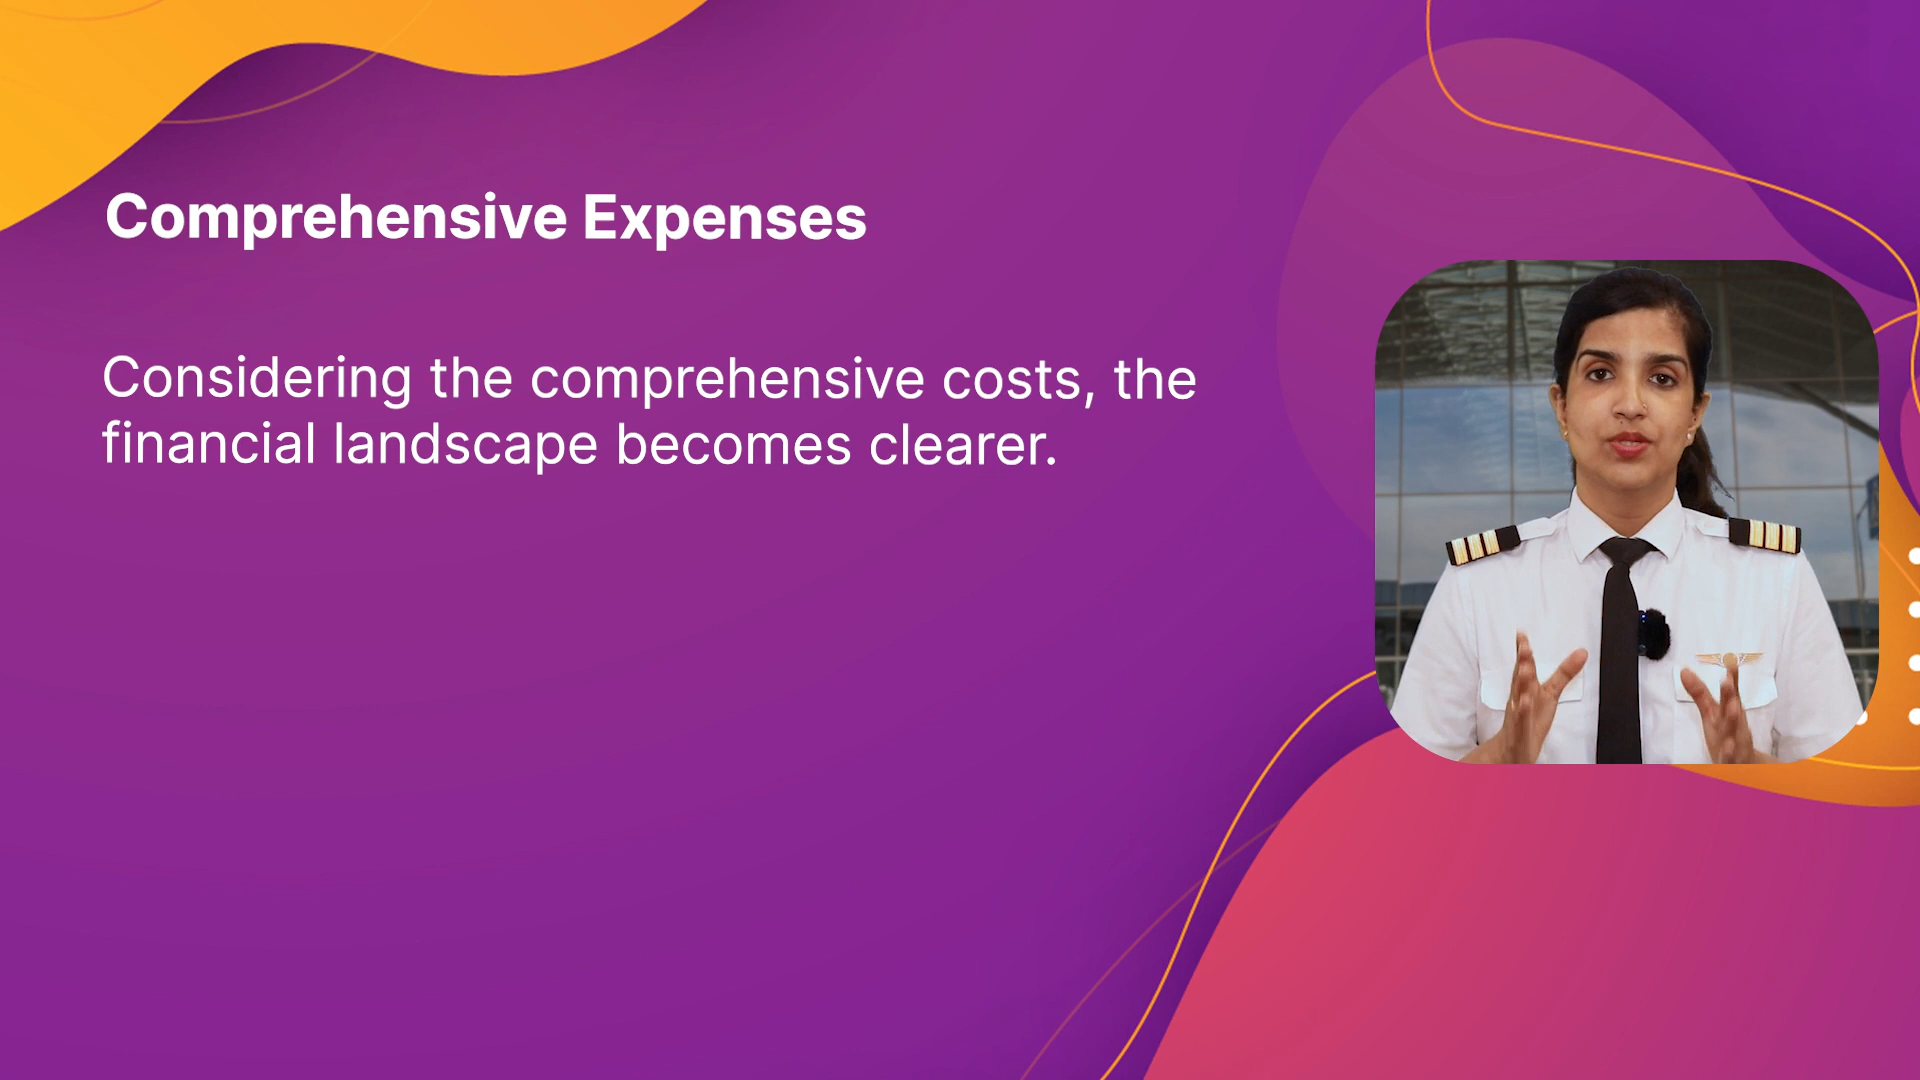 Comprehensive Expenses
Considering the comprehensive costs, the
financial landscape becomes clearer.